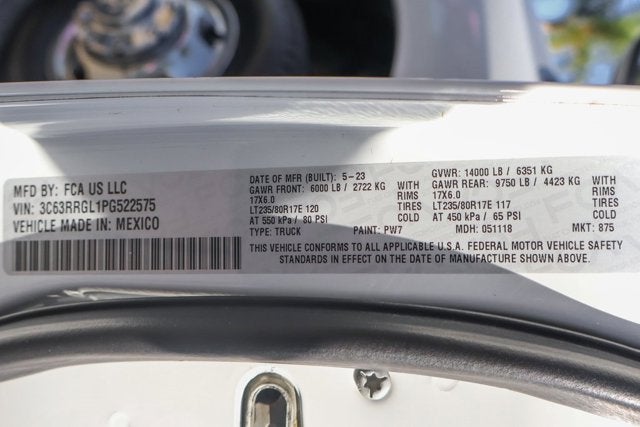 MFD BY: FCA US LLC
VIN: 3C63RRGL1PG522575
VEHICLE MADE IN: MEXICO
DATE OF MFR (BUILT): 5-23 GVWR: 14000 LB / 6351 KG
GAWR FRONT: 6000 LB / 2722 KG WITH GAWR REAR: 9750 LB / 4423 KG WITH
17X6.0 RIMS 17X6.0 RIMS
LT235/80R17E 120 TIRES LT235/80R17E 117 TIRES
AT 550 kPa / 80 PSI COLD AT 450 kPa / 65 PSI COLD
TYPE: TRUCK PAINT: PW7 MDH: 051118 MKT: 875
THIS VEHICLE CONFORMS TO ALL APPLICABLE U.S.A. FEDERAL MOTOR VEHICLE SAFETY
STANDARDS IN EFFECT ON THE DATE OF MANUFACTURE SHOWN ABOVE.